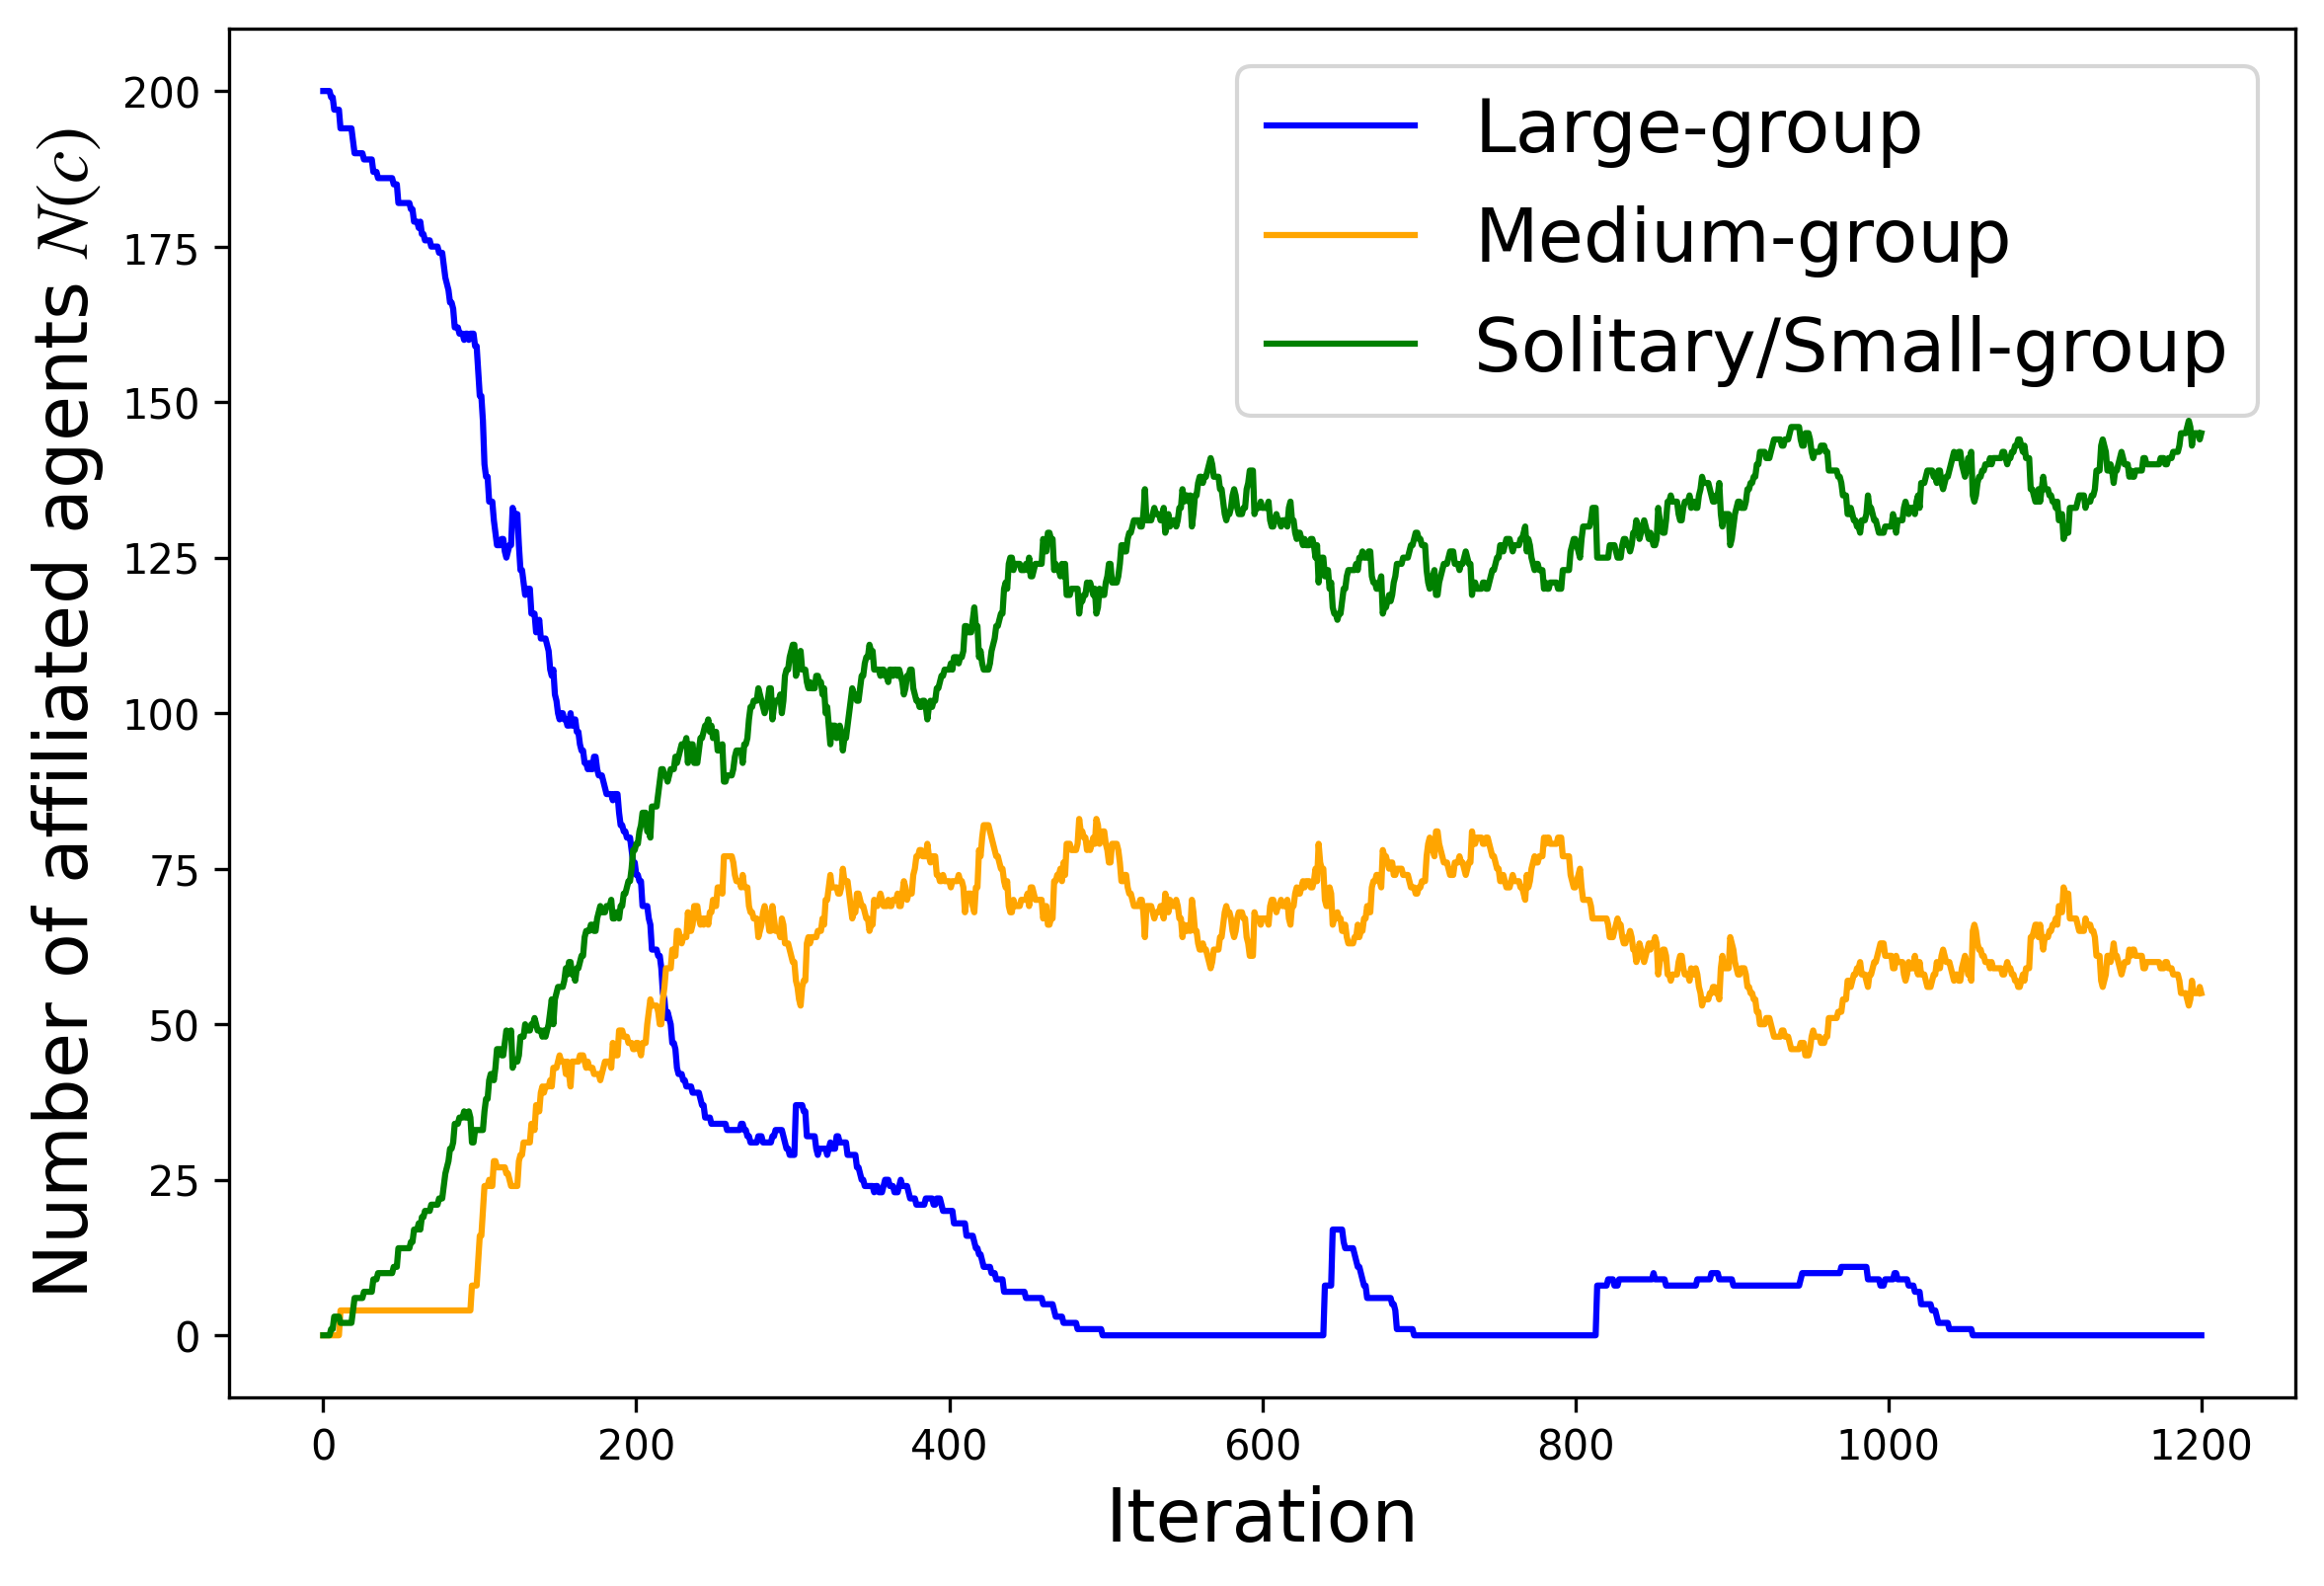 Number of affiliated agents N(c)
200
175
150
125
100
75
50
25
0
Large-group
Medium-group
Solitary/Small-group
0 200 400 600 800 1000 1200
Iteration